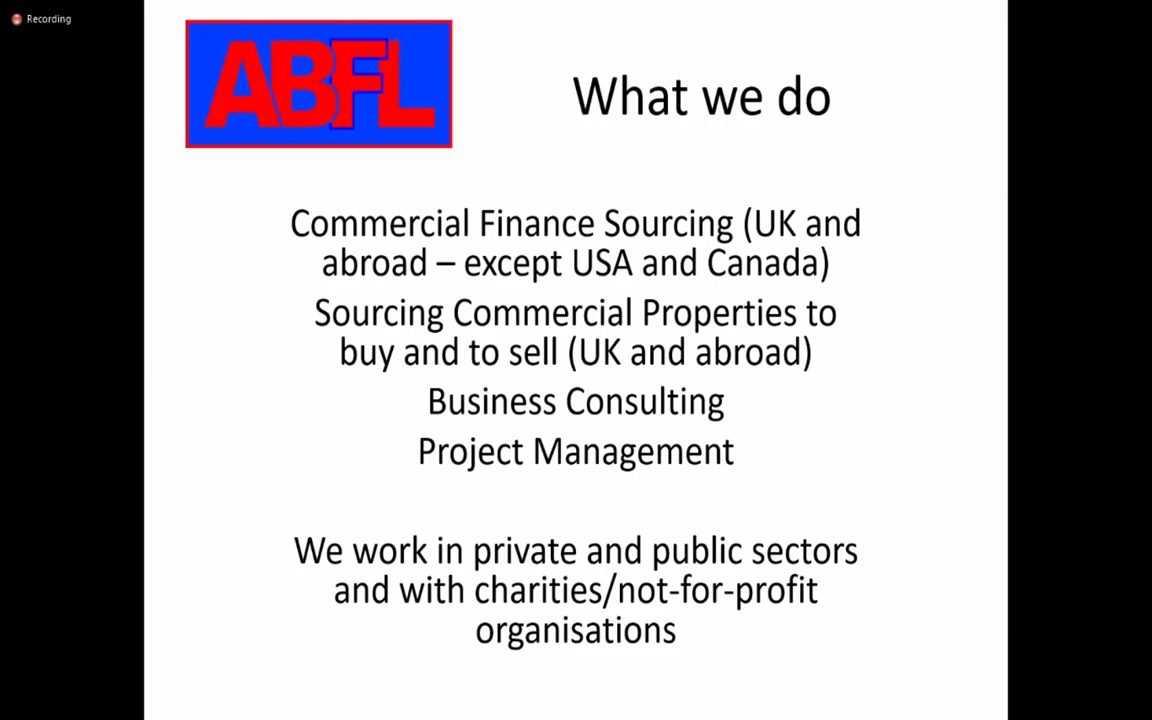 Recording
ABFL
What we do
Commercial Finance Sourcing (UK and
abroad – except USA and Canada)
Sourcing Commercial Properties to
buy and to sell (UK and abroad)
Business Consulting
Project Management
We work in private and public sectors
and with charities/not-for-profit
organisations